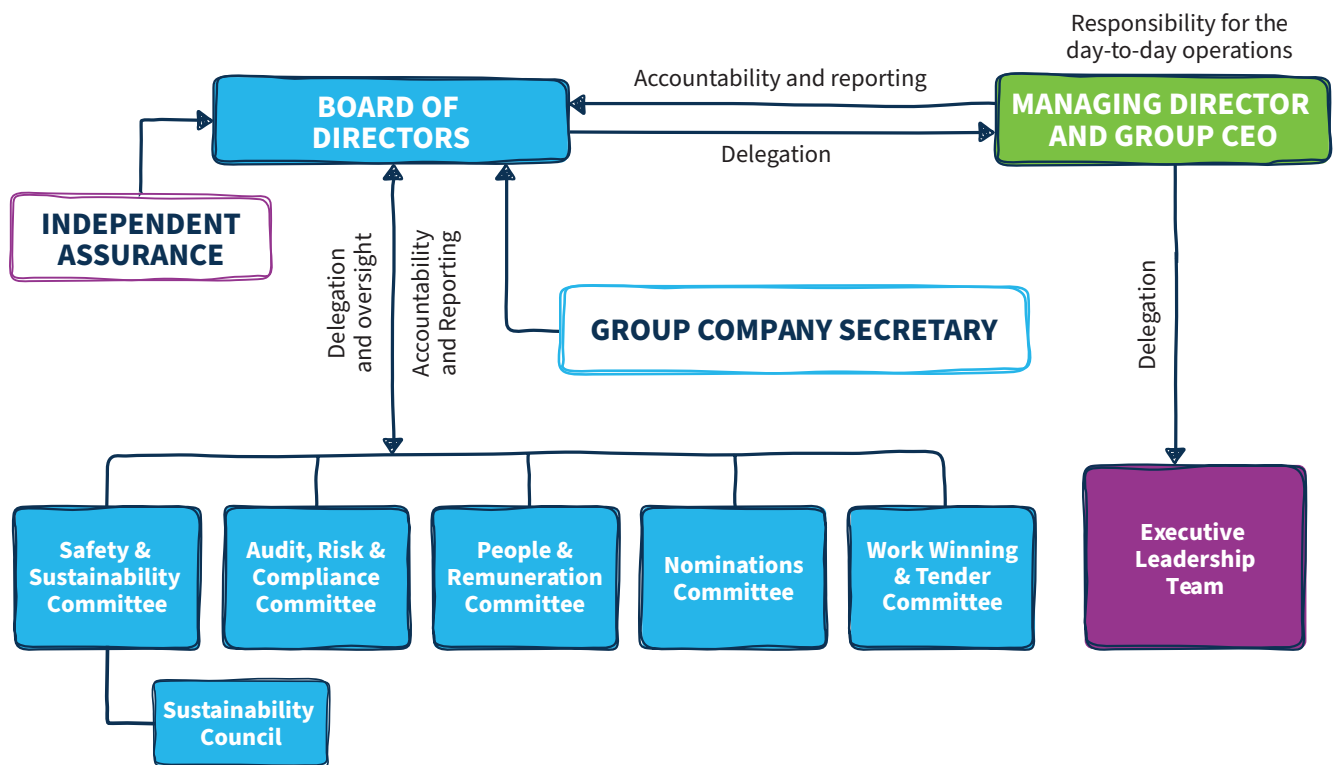 Responsibility for the
day-to-day operations
Accountability and reporting
BOARD OF
DIRECTORS
MANAGING DIRECTOR
AND GROUP CEO
Delegation
INDEPENDENT
ASSURANCE
Delegation
and oversight
Accountability
and Reporting
GROUP COMPANY SECRETARY
Delegation
Safety &
Sustainability
Committee
Audit, Risk &
Compliance
Committee
People &
Remuneration
Committee
Nominations
Committee
Work Winning
& Tender
Committee
Executive
Leadership
Team
Sustainability
Council